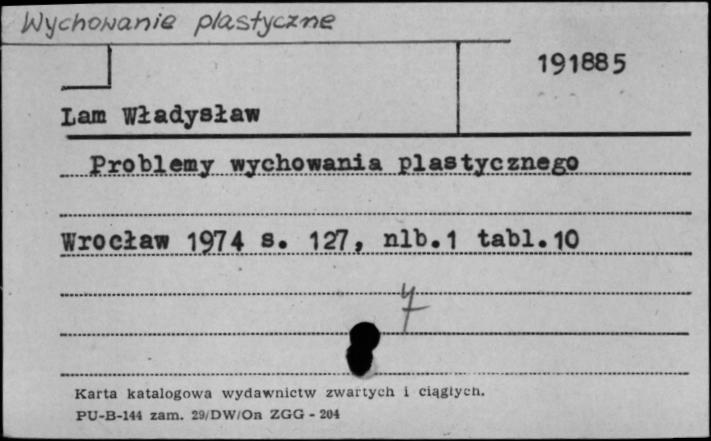 Wychowanie plastyczne
191885
Lam Władysław
Problemy wychowania plastycznego
Wrocław 1974 s. 127, nlb.1 tabl.10
Karta katalogowa wydawnictw zwartych i ciągłych.
PU-B-144 zam. 29/DW/On ZGG - 204